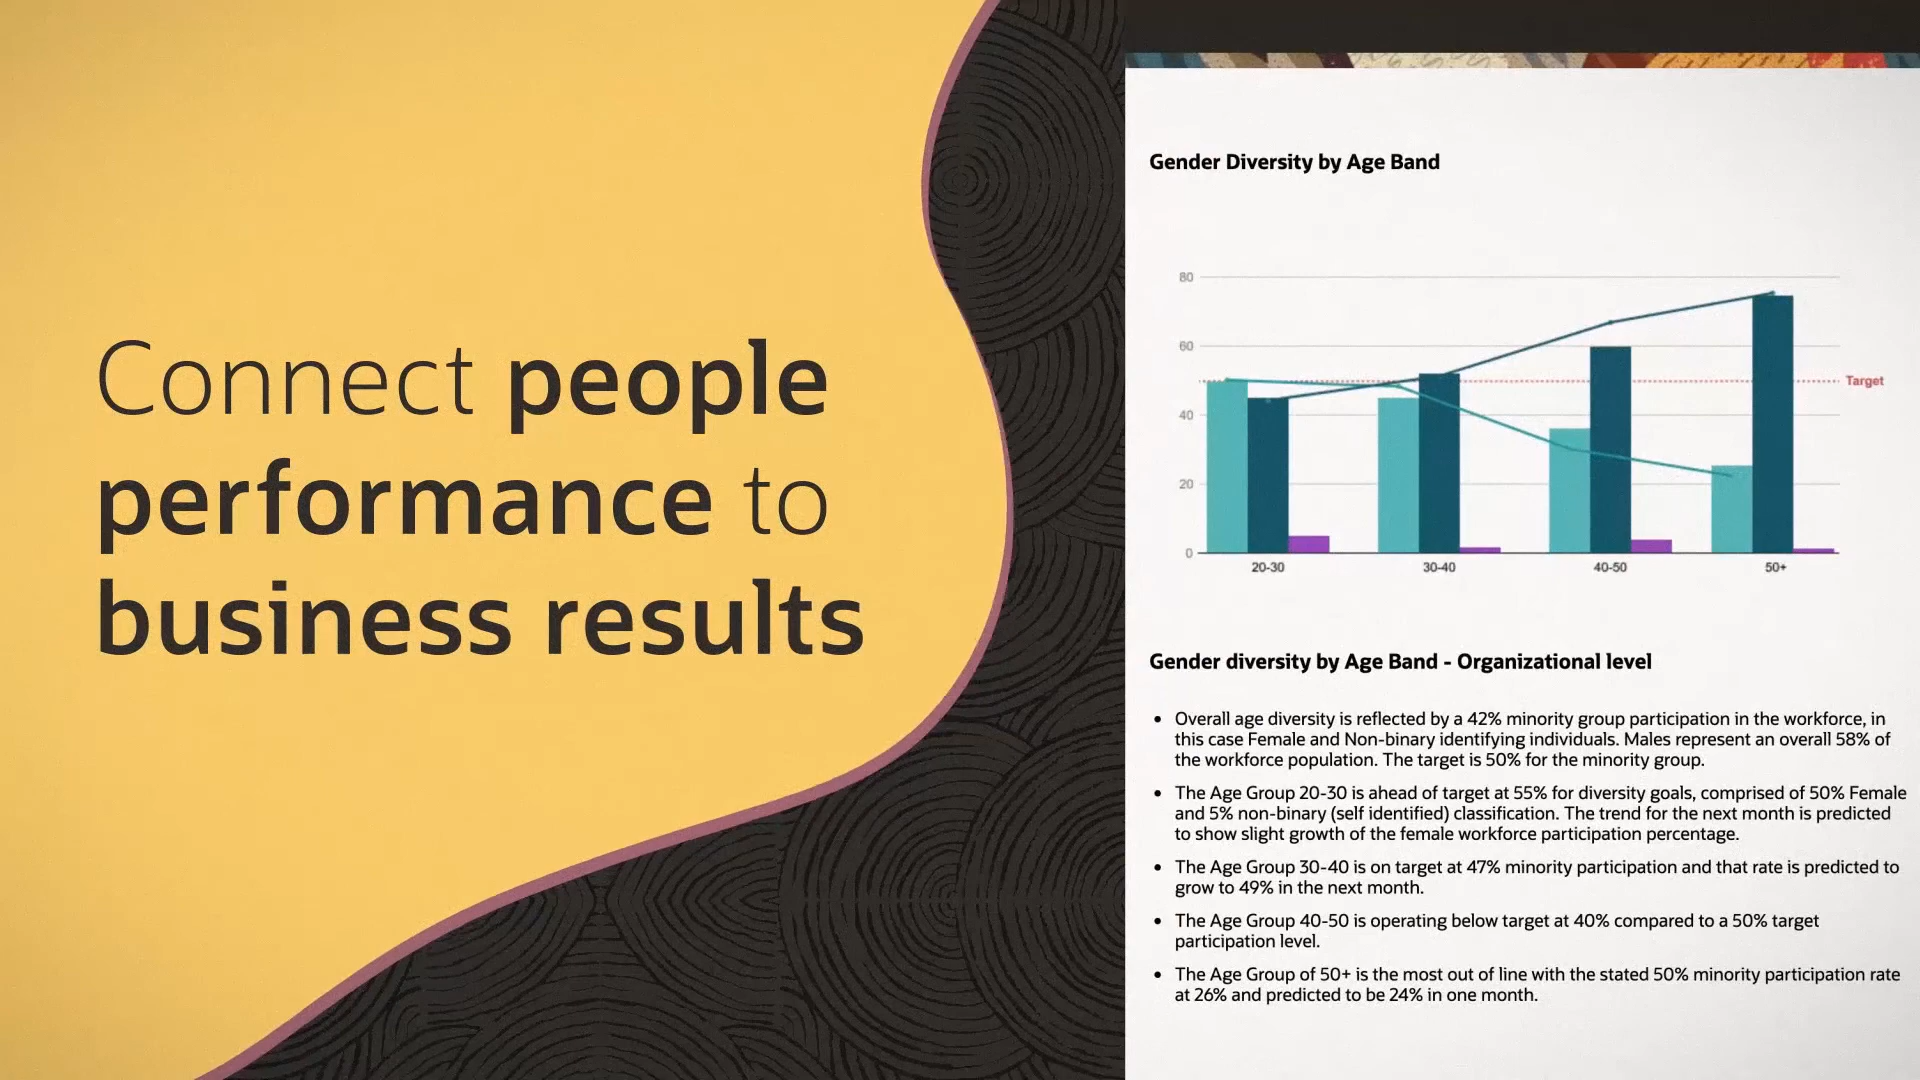 Connect people
performance to
business results
Gender Diversity by Age Band
80
60
Target
40
20
0
20-30 30-40 40-50 50+
Gender diversity by Age Band - Organizational level
• Overall age diversity is reflected by a 42% minority group participation in the workforce, in
this case Female and Non-binary identifying individuals. Males represent an overall 58% of
the workforce population. The target is 50% for the minority group.
• The Age Group 20-30 is ahead of target at 55% for diversity goals, comprised of 50% Female
and 5% non-binary (self identified) classification. The trend for the next month is predicted
to show slight growth of the female workforce participation percentage.
• The Age Group 30-40 is on target at 47% minority participation and that rate is predicted to
grow to 49% in the next month.
• The Age Group 40-50 is operating below target at 40% compared to a 50% target
participation level.
• The Age Group of 50+ is the most out of line with the stated 50% minority participation rate
at 26% and predicted to be 24% in one month.